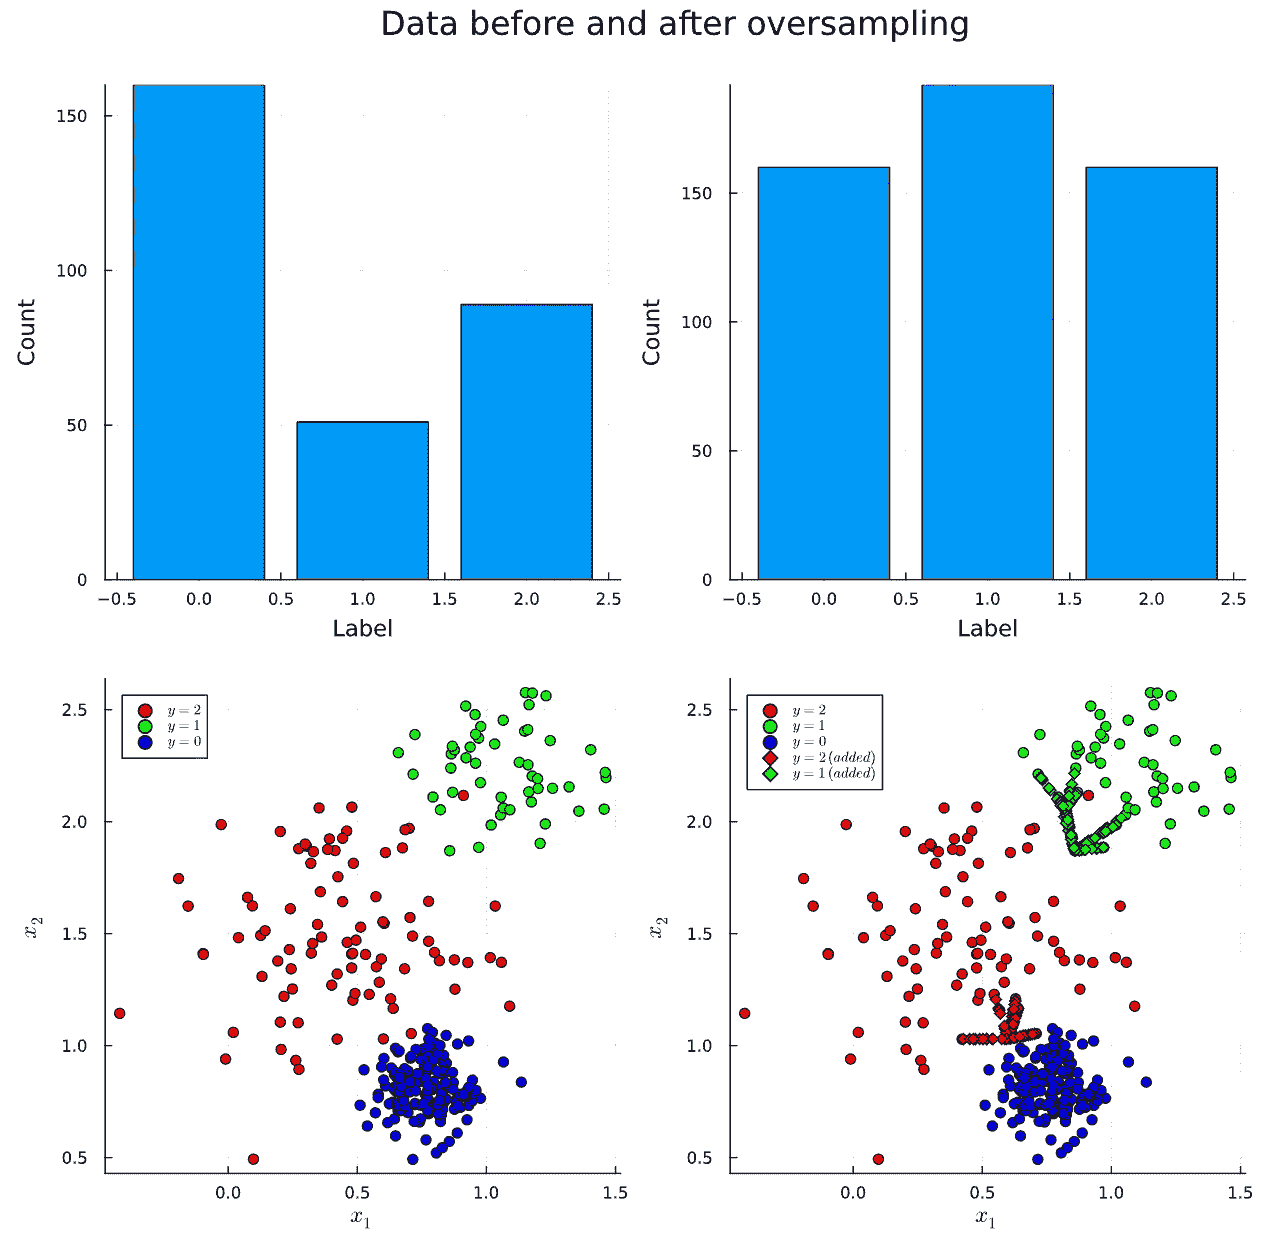 Data before and after oversampling
150
100
50
0
Count
−0.5 0.0 0.5 1.0 1.5 2.0 2.5
Label
150
100
50
0
Count
−0.5 0.0 0.5 1.0 1.5 2.0 2.5
Label
2.5
2.0
1.5
1.0
0.5
x₂
y = 2
y = 1
y = 0
0.0 0.5 1.0 1.5
x₁
2.5
2.0
1.5
1.0
0.5
x₂
y = 2
y = 1
y = 0
y = 2 (added)
y = 1 (added)
0.0 0.5 1.0 1.5
x₁